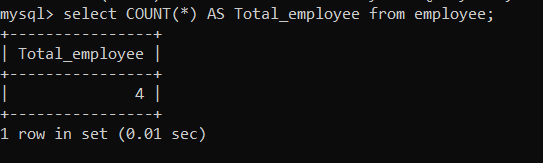 mysql> select COUNT(*) AS Total_employee from employee;
+----------------+
| Total_employee |
+----------------+
|              4 |
+----------------+
1 row in set (0.01 sec)